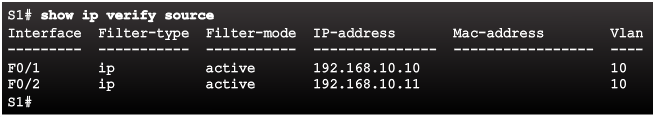 S1# show ip verify source
Interface  Filter-type  Filter-mode  IP-address       Mac-address        Vlan
---------  -----------  -----------  ---------------  -----------------  ----
F0/1       ip           active       192.168.10.10                       10
F0/2       ip           active       192.168.10.11                       10
S1#